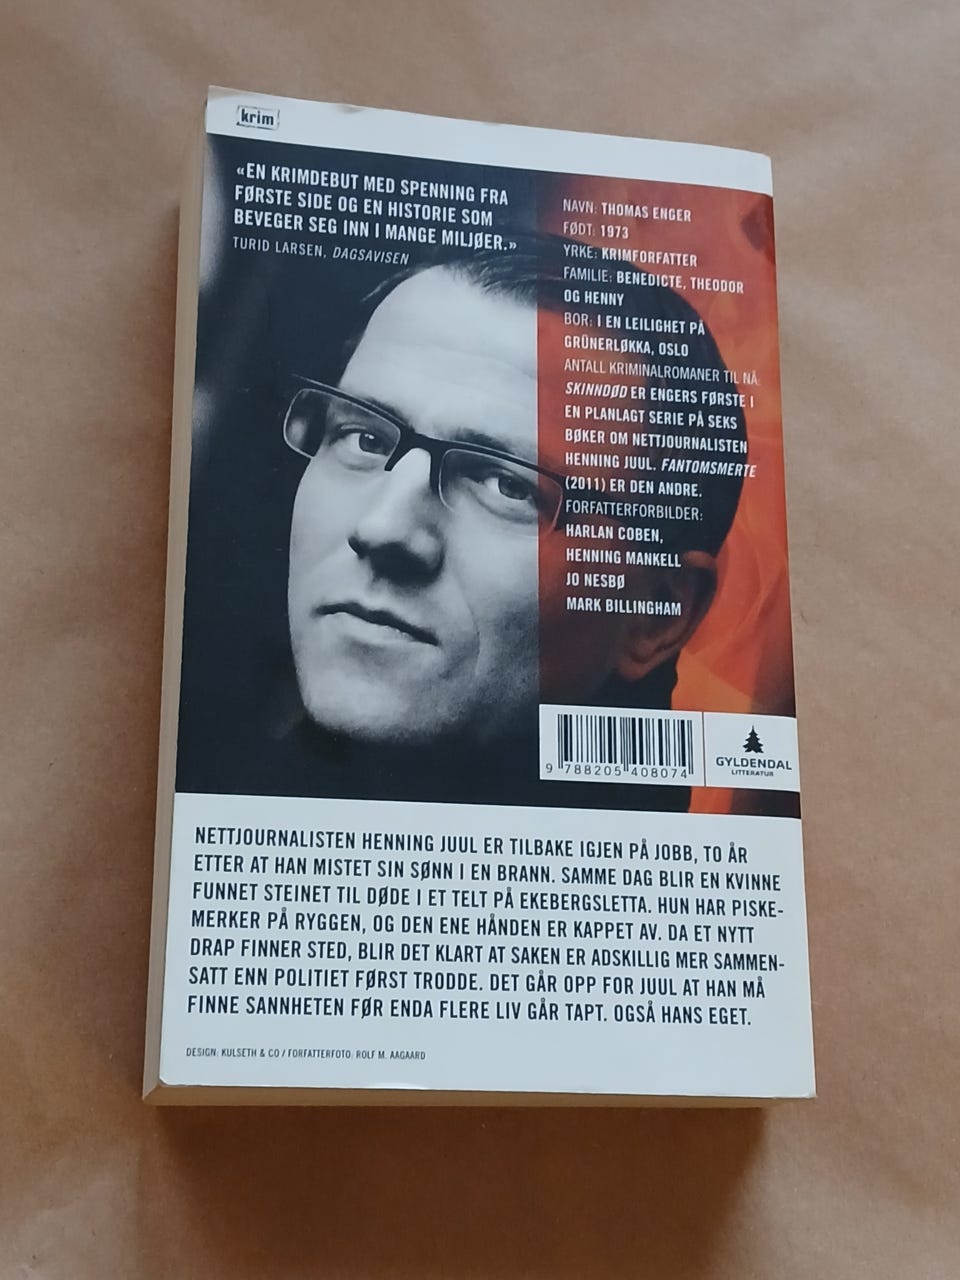 krim
«EN KRIMDEBUT MED SPENNING FRA
FØRSTE SIDE OG EN HISTORIE SOM
BEVEGER SEG INN I MANGE MILJØER.»
TURID LARSEN, DAGSAVISEN
NAVN: THOMAS ENGER
FØDT: 1973
YRKE: KRIMFORFATTER
FAMILIE: BENEDICTE, THEODOR
OG HENNY
BOR: I EN LEILIGHET PÅ
GRÜNERLØKKA, OSLO
ANTALL KRIMINALROMANER TIL NÅ:
SKINNDØD ER ENGERS FØRSTE I
EN PLANLAGT SERIE PÅ SEKS
BØKER OM NETTJOURNALISTEN
HENNING JUUL. FANTOMSMERTE
(2011) ER DEN ANDRE.
FORFATTERFORBILDER:
HARLAN COBEN,
HENNING MANKELL
JO NESBØ
MARK BILLINGHAM
9 788205 408074
GYLDENDAL
LITTERATUR
NETTJOURNALISTEN HENNING JUUL ER TILBAKE IGJEN PÅ JOBB, TO ÅR
ETTER AT HAN MISTET SIN SØNN I EN BRANN. SAMME DAG BLIR EN KVINNE
FUNNET STEINET TIL DØDE I ET TELT PÅ EKEBERGSLETTA. HUN HAR PISKE-
MERKER PÅ RYGGEN, OG DEN ENE HÅNDEN ER KAPPET AV. DA ET NYTT
DRAP FINNER STED, BLIR DET KLART AT SAKEN ER ADSKILLIG MER SAMMEN-
SATT ENN POLITIET FØRST TRODDE. DET GÅR OPP FOR JUUL AT HAN MÅ
FINNE SANNHETEN FØR ENDA FLERE LIV GÅR TAPT. OGSÅ HANS EGET.
DESIGN: KULSETH & CO / FORFATTERFOTO: ROLF M. AAGAARD